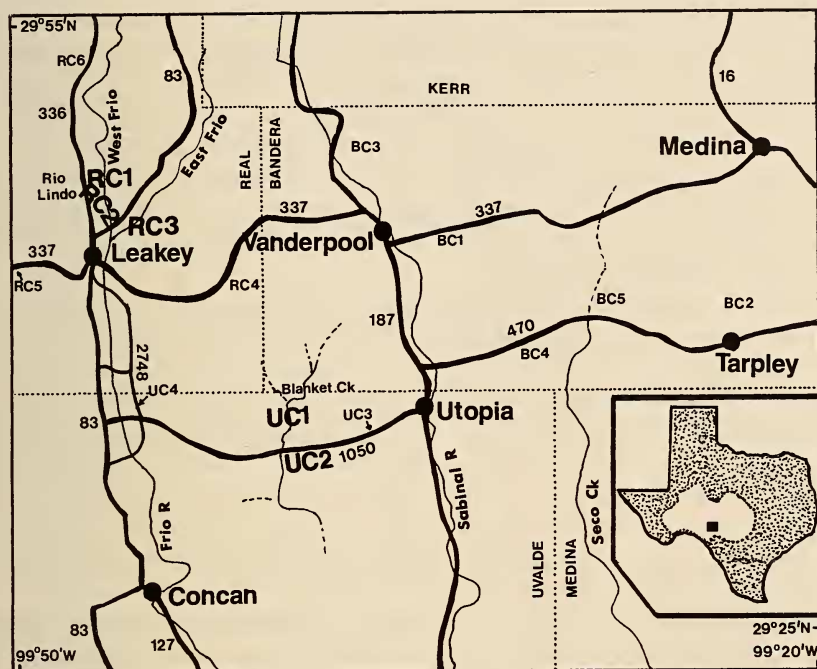 29°55'N
RC6
83
16
KERR
336
West Frio
East Frio
BC3
REAL
BANDERA
Medina
Rio
Lindo
RC1
RC2
RC3
Leakey
337
337
337
Vanderpool
BC1
RC5
RC4
BC5
BC2
187
470
BC4
Tarpley
2748
UC4
Blanket Ck
UC1
UC3
Utopia
83
UC2
1050
Frio R
Sabinal R
Seco Ck
UVALDE
MEDINA
Concan
83
127
99°50'W
29°25'N
99°20'W